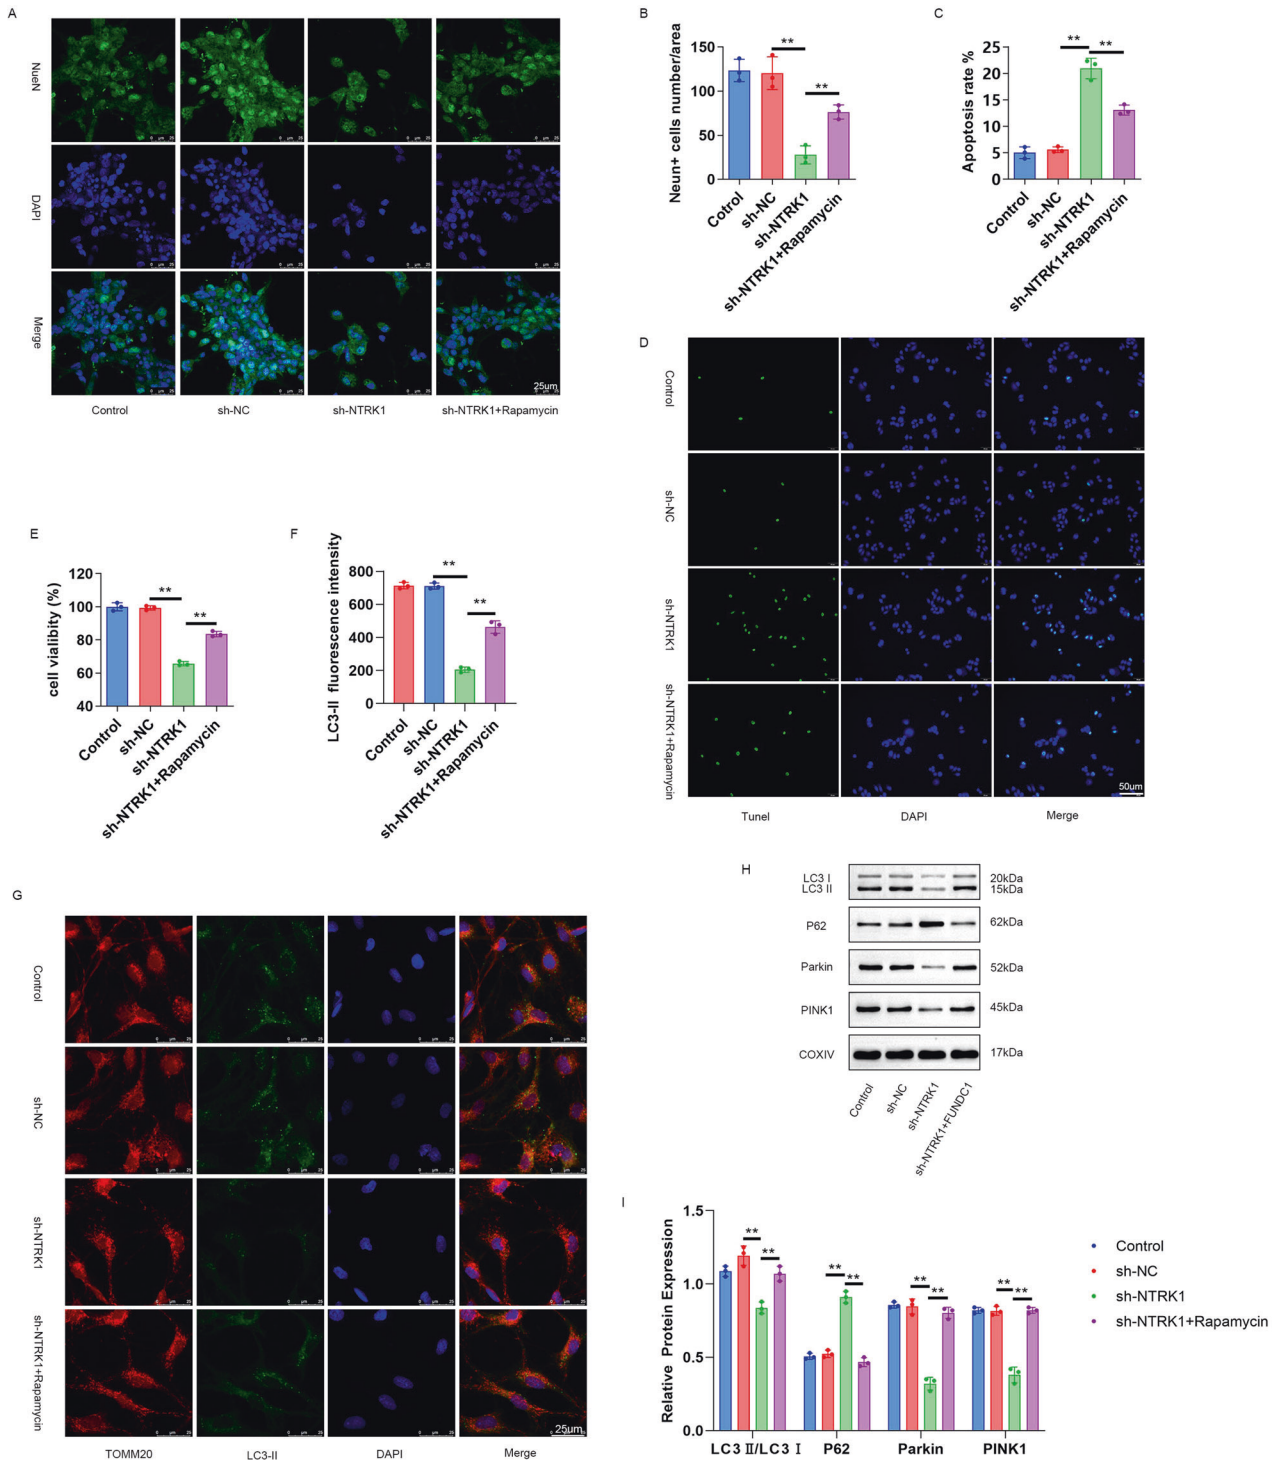 A
NueN
DAPI
Merge
25um
Control
sh-NC
sh-NTRK1
sh-NTRK1+Rapamycin
B
Neun+ cells number/area
150
100
50
0
**
**
Cotrol
sh-NC
sh-NTRK1
sh-NTRK1+Rapamycin
C
Apoptosis rate %
25
20
15
10
5
0
**
**
Control
sh-NC
sh-NTRK1
sh-NTRK1+Rapamycin
D
Control
sh-NC
sh-NTRK1
sh-NTRK1+Rapamycin
50um
Tunel
DAPI
Merge
E
cell vialibity (%)
120
100
80
60
40
**
**
Control
sh-NC
sh-NTRK1
sh-NTRK1+Rapamycin
F
LC3-II fluorescence intensity
800
600
400
200
0
**
**
Control
sh-NC
sh-NTRK1
sh-NTRK1+Rapamycin
G
Control
sh-NC
sh-NTRK1
sh-NTRK1+Rapamycin
25um
TOMM20
LC3-II
DAPI
Merge
H
LC3 I 20kDa
LC3 II 15kDa
P62 62kDa
Parkin 52kDa
PINK1 45kDa
COXIV 17kDa
Control
sh-NC
sh-NTRK1
sh-NTRK1+FUNDC1
I
Relative Protein Expression
1.5
1.0
0.5
0.0
** ** ** ** ** ** ** **
LC3 Ⅱ/LC3 Ⅰ P62 Parkin PINK1
Control
sh-NC
sh-NTRK1
sh-NTRK1+Rapamycin